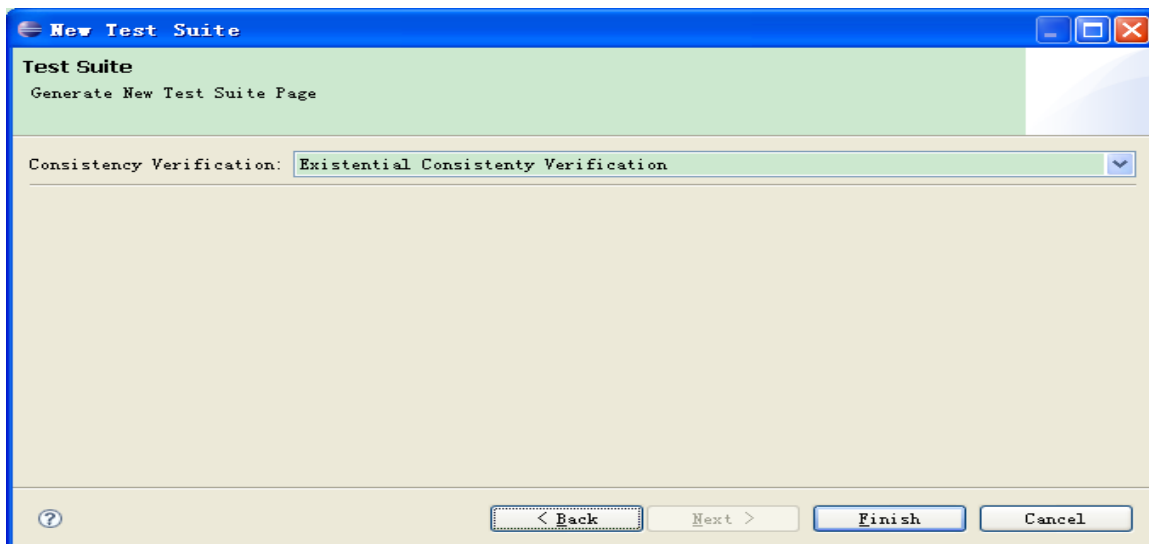 New Test Suite
Test Suite
Generate New Test Suite Page
Consistency Verification: Existential Consistenty Verification
? < Back Next > Finish Cancel